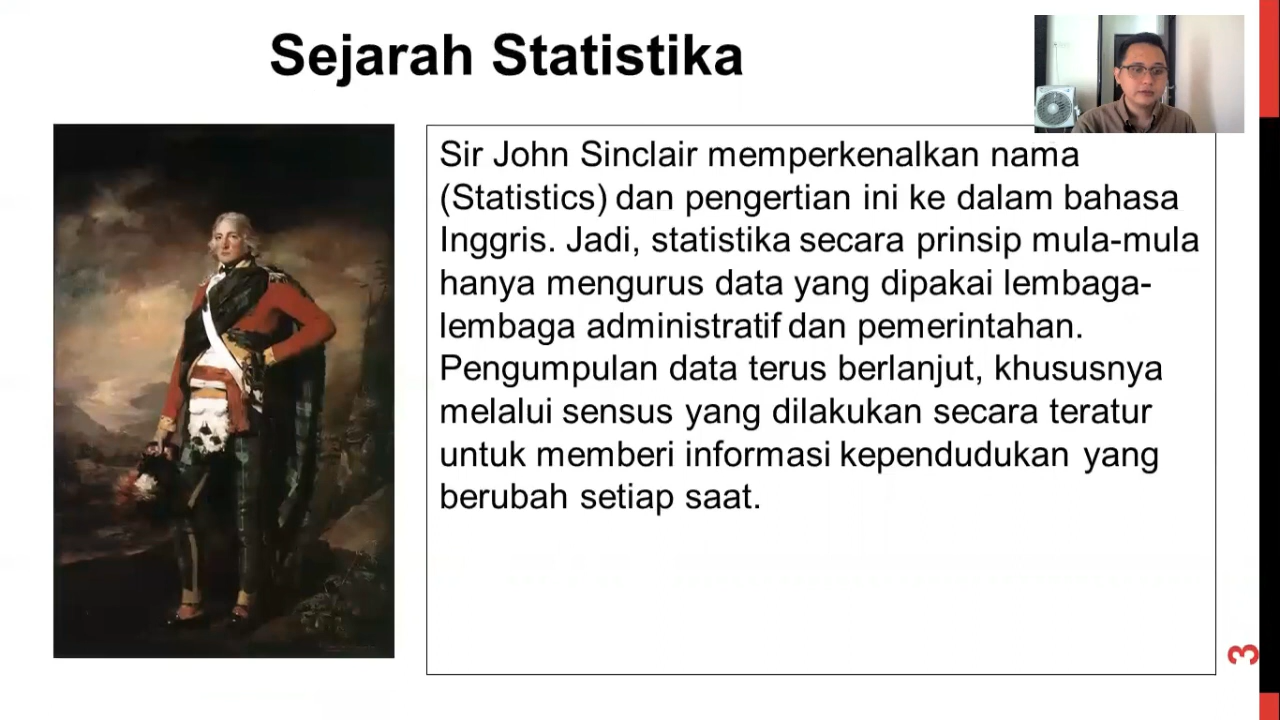 Sejarah Statistika
Sir John Sinclair memperkenalkan nama
(Statistics) dan pengertian ini ke dalam bahasa
Inggris. Jadi, statistika secara prinsip mula-mula
hanya mengurus data yang dipakai lembaga-
lembaga administratif dan pemerintahan.
Pengumpulan data terus berlanjut, khususnya
melalui sensus yang dilakukan secara teratur
untuk memberi informasi kependudukan yang
berubah setiap saat.
3